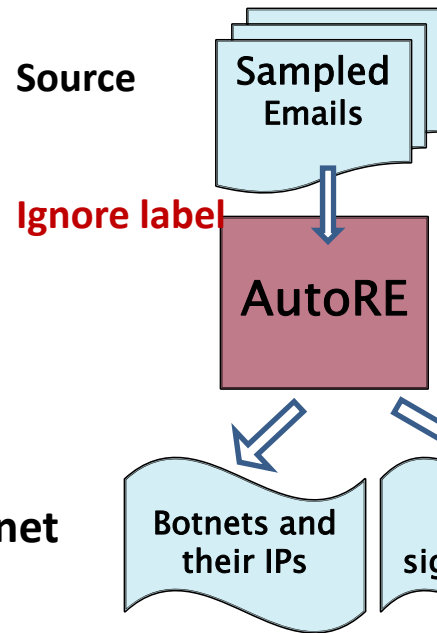 Source
Sampled
Emails
Ignore label
AutoRE
net
Botnets and
their IPs
sig